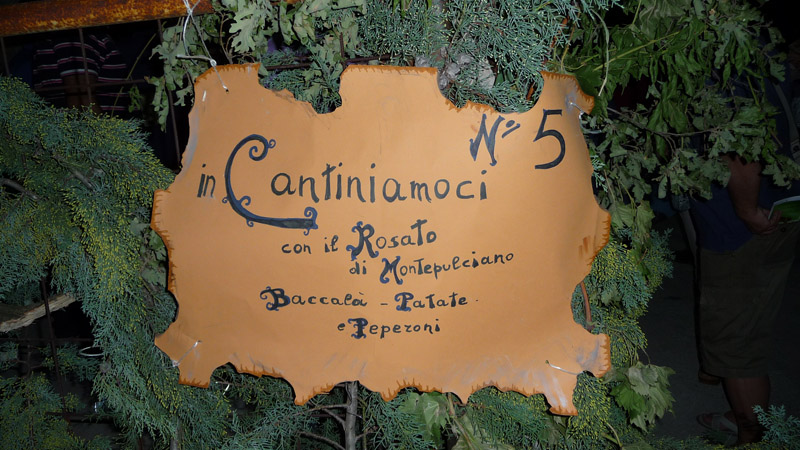 N° 5
in Cantiniamoci
con il Rosato
di Montepulciano
Baccalà - Patate
e Peperoni